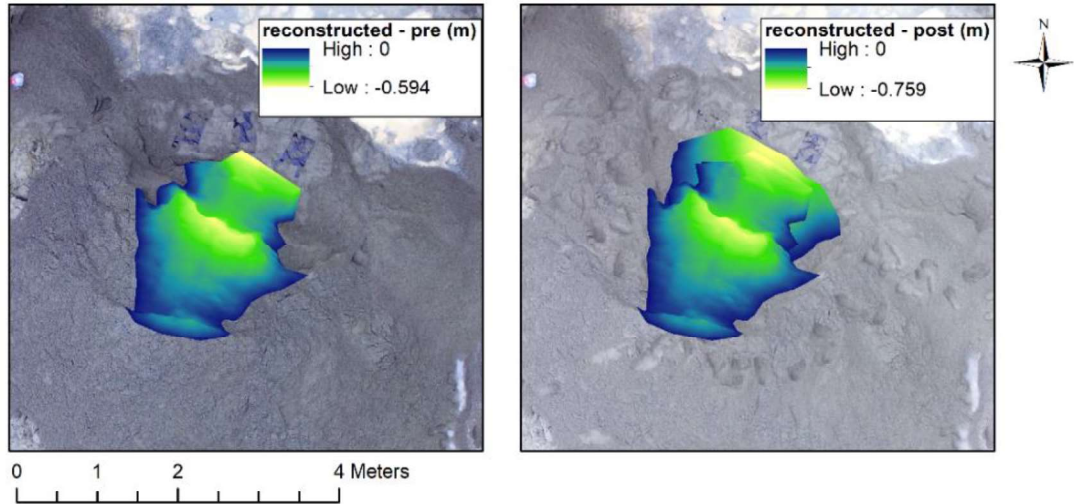 reconstructed - pre (m)
High : 0
Low : -0.594
reconstructed - post (m)
High : 0
Low : -0.759
N
0 1 2 4 Meters